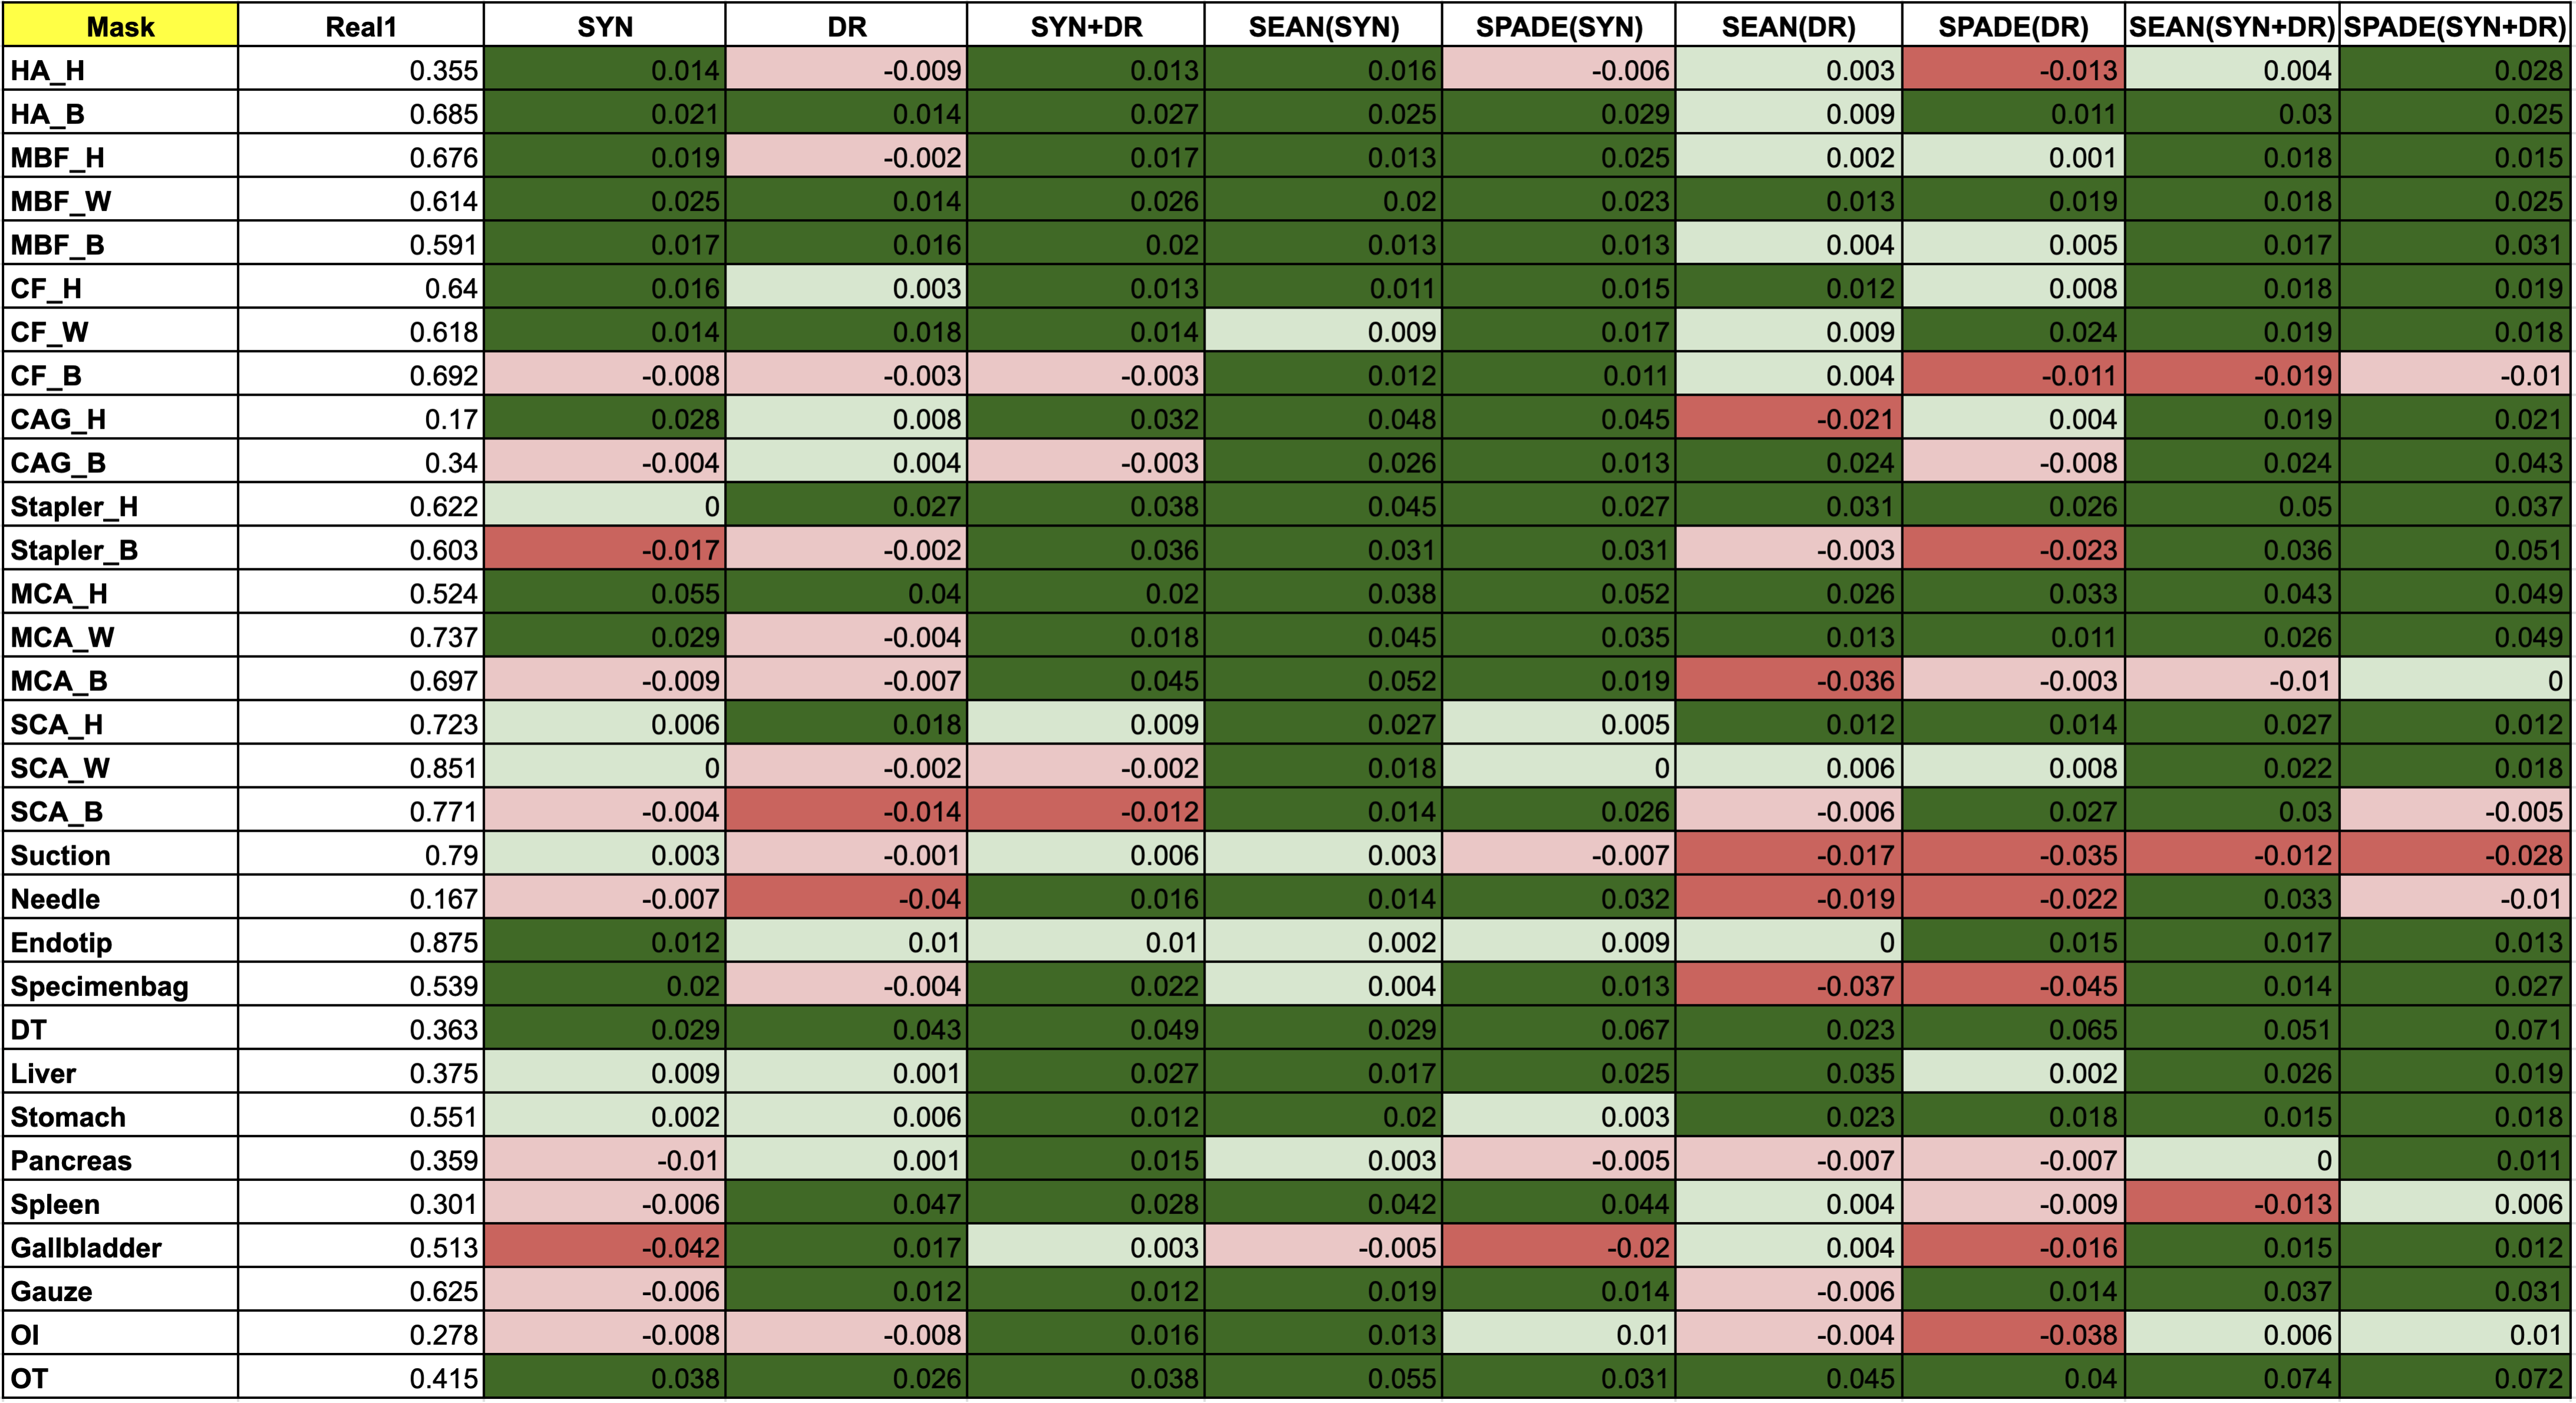 Mask Real1 SYN DR SYN+DR SEAN(SYN) SPADE(SYN) SEAN(DR) SPADE(DR) SEAN(SYN+DR) SPADE(SYN+DR)
HA_H 0.355 0.014 -0.009 0.013 0.016 -0.006 0.003 -0.013 0.004 0.028
HA_B 0.685 0.021 0.014 0.027 0.025 0.029 0.009 0.011 0.03 0.025
MBF_H 0.676 0.019 -0.002 0.017 0.013 0.025 0.002 0.001 0.018 0.015
MBF_W 0.614 0.025 0.014 0.026 0.02 0.023 0.013 0.019 0.018 0.025
MBF_B 0.591 0.017 0.016 0.02 0.013 0.013 0.004 0.005 0.017 0.031
CF_H 0.64 0.016 0.003 0.013 0.011 0.015 0.012 0.008 0.018 0.019
CF_W 0.618 0.014 0.018 0.014 0.009 0.017 0.009 0.024 0.019 0.018
CF_B 0.692 -0.008 -0.003 -0.003 0.012 0.011 0.004 -0.011 -0.019 -0.01
CAG_H 0.17 0.028 0.008 0.032 0.048 0.045 -0.021 0.004 0.019 0.021
CAG_B 0.34 -0.004 0.004 -0.003 0.026 0.013 0.024 -0.008 0.024 0.043
Stapler_H 0.622 0 0.027 0.038 0.045 0.027 0.031 0.026 0.05 0.037
Stapler_B 0.603 -0.017 -0.002 0.036 0.031 0.031 -0.003 -0.023 0.036 0.051
MCA_H 0.524 0.055 0.04 0.02 0.038 0.052 0.026 0.033 0.043 0.049
MCA_W 0.737 0.029 -0.004 0.018 0.045 0.035 0.013 0.011 0.026 0.049
MCA_B 0.697 -0.009 -0.007 0.045 0.052 0.019 -0.036 -0.003 -0.01 0
SCA_H 0.723 0.006 0.018 0.009 0.027 0.005 0.012 0.014 0.027 0.012
SCA_W 0.851 0 -0.002 -0.002 0.018 0 0.006 0.008 0.022 0.018
SCA_B 0.771 -0.004 -0.014 -0.012 0.014 0.026 -0.006 0.027 0.03 -0.005
Suction 0.79 0.003 -0.001 0.006 0.003 -0.007 -0.017 -0.035 -0.012 -0.028
Needle 0.167 -0.007 -0.04 0.016 0.014 0.032 -0.019 -0.022 0.033 -0.01
Endotip 0.875 0.012 0.01 0.01 0.002 0.009 0 0.015 0.017 0.013
Specimenbag 0.539 0.02 -0.004 0.022 0.004 0.013 -0.037 -0.045 0.014 0.027
DT 0.363 0.029 0.043 0.049 0.029 0.067 0.023 0.065 0.051 0.071
Liver 0.375 0.009 0.001 0.027 0.017 0.025 0.035 0.002 0.026 0.019
Stomach 0.551 0.002 0.006 0.012 0.02 0.003 0.023 0.018 0.015 0.018
Pancreas 0.359 -0.01 0.001 0.015 0.003 -0.005 -0.007 -0.007 0 0.011
Spleen 0.301 -0.006 0.047 0.028 0.042 0.044 0.004 -0.009 -0.013 0.006
Gallbladder 0.513 -0.042 0.017 0.003 -0.005 -0.02 0.004 -0.016 0.015 0.012
Gauze 0.625 -0.006 0.012 0.012 0.019 0.014 -0.006 0.014 0.037 0.031
OI 0.278 -0.008 -0.008 0.016 0.013 0.01 -0.004 -0.038 0.006 0.01
OT 0.415 0.038 0.026 0.038 0.055 0.031 0.045 0.04 0.074 0.072